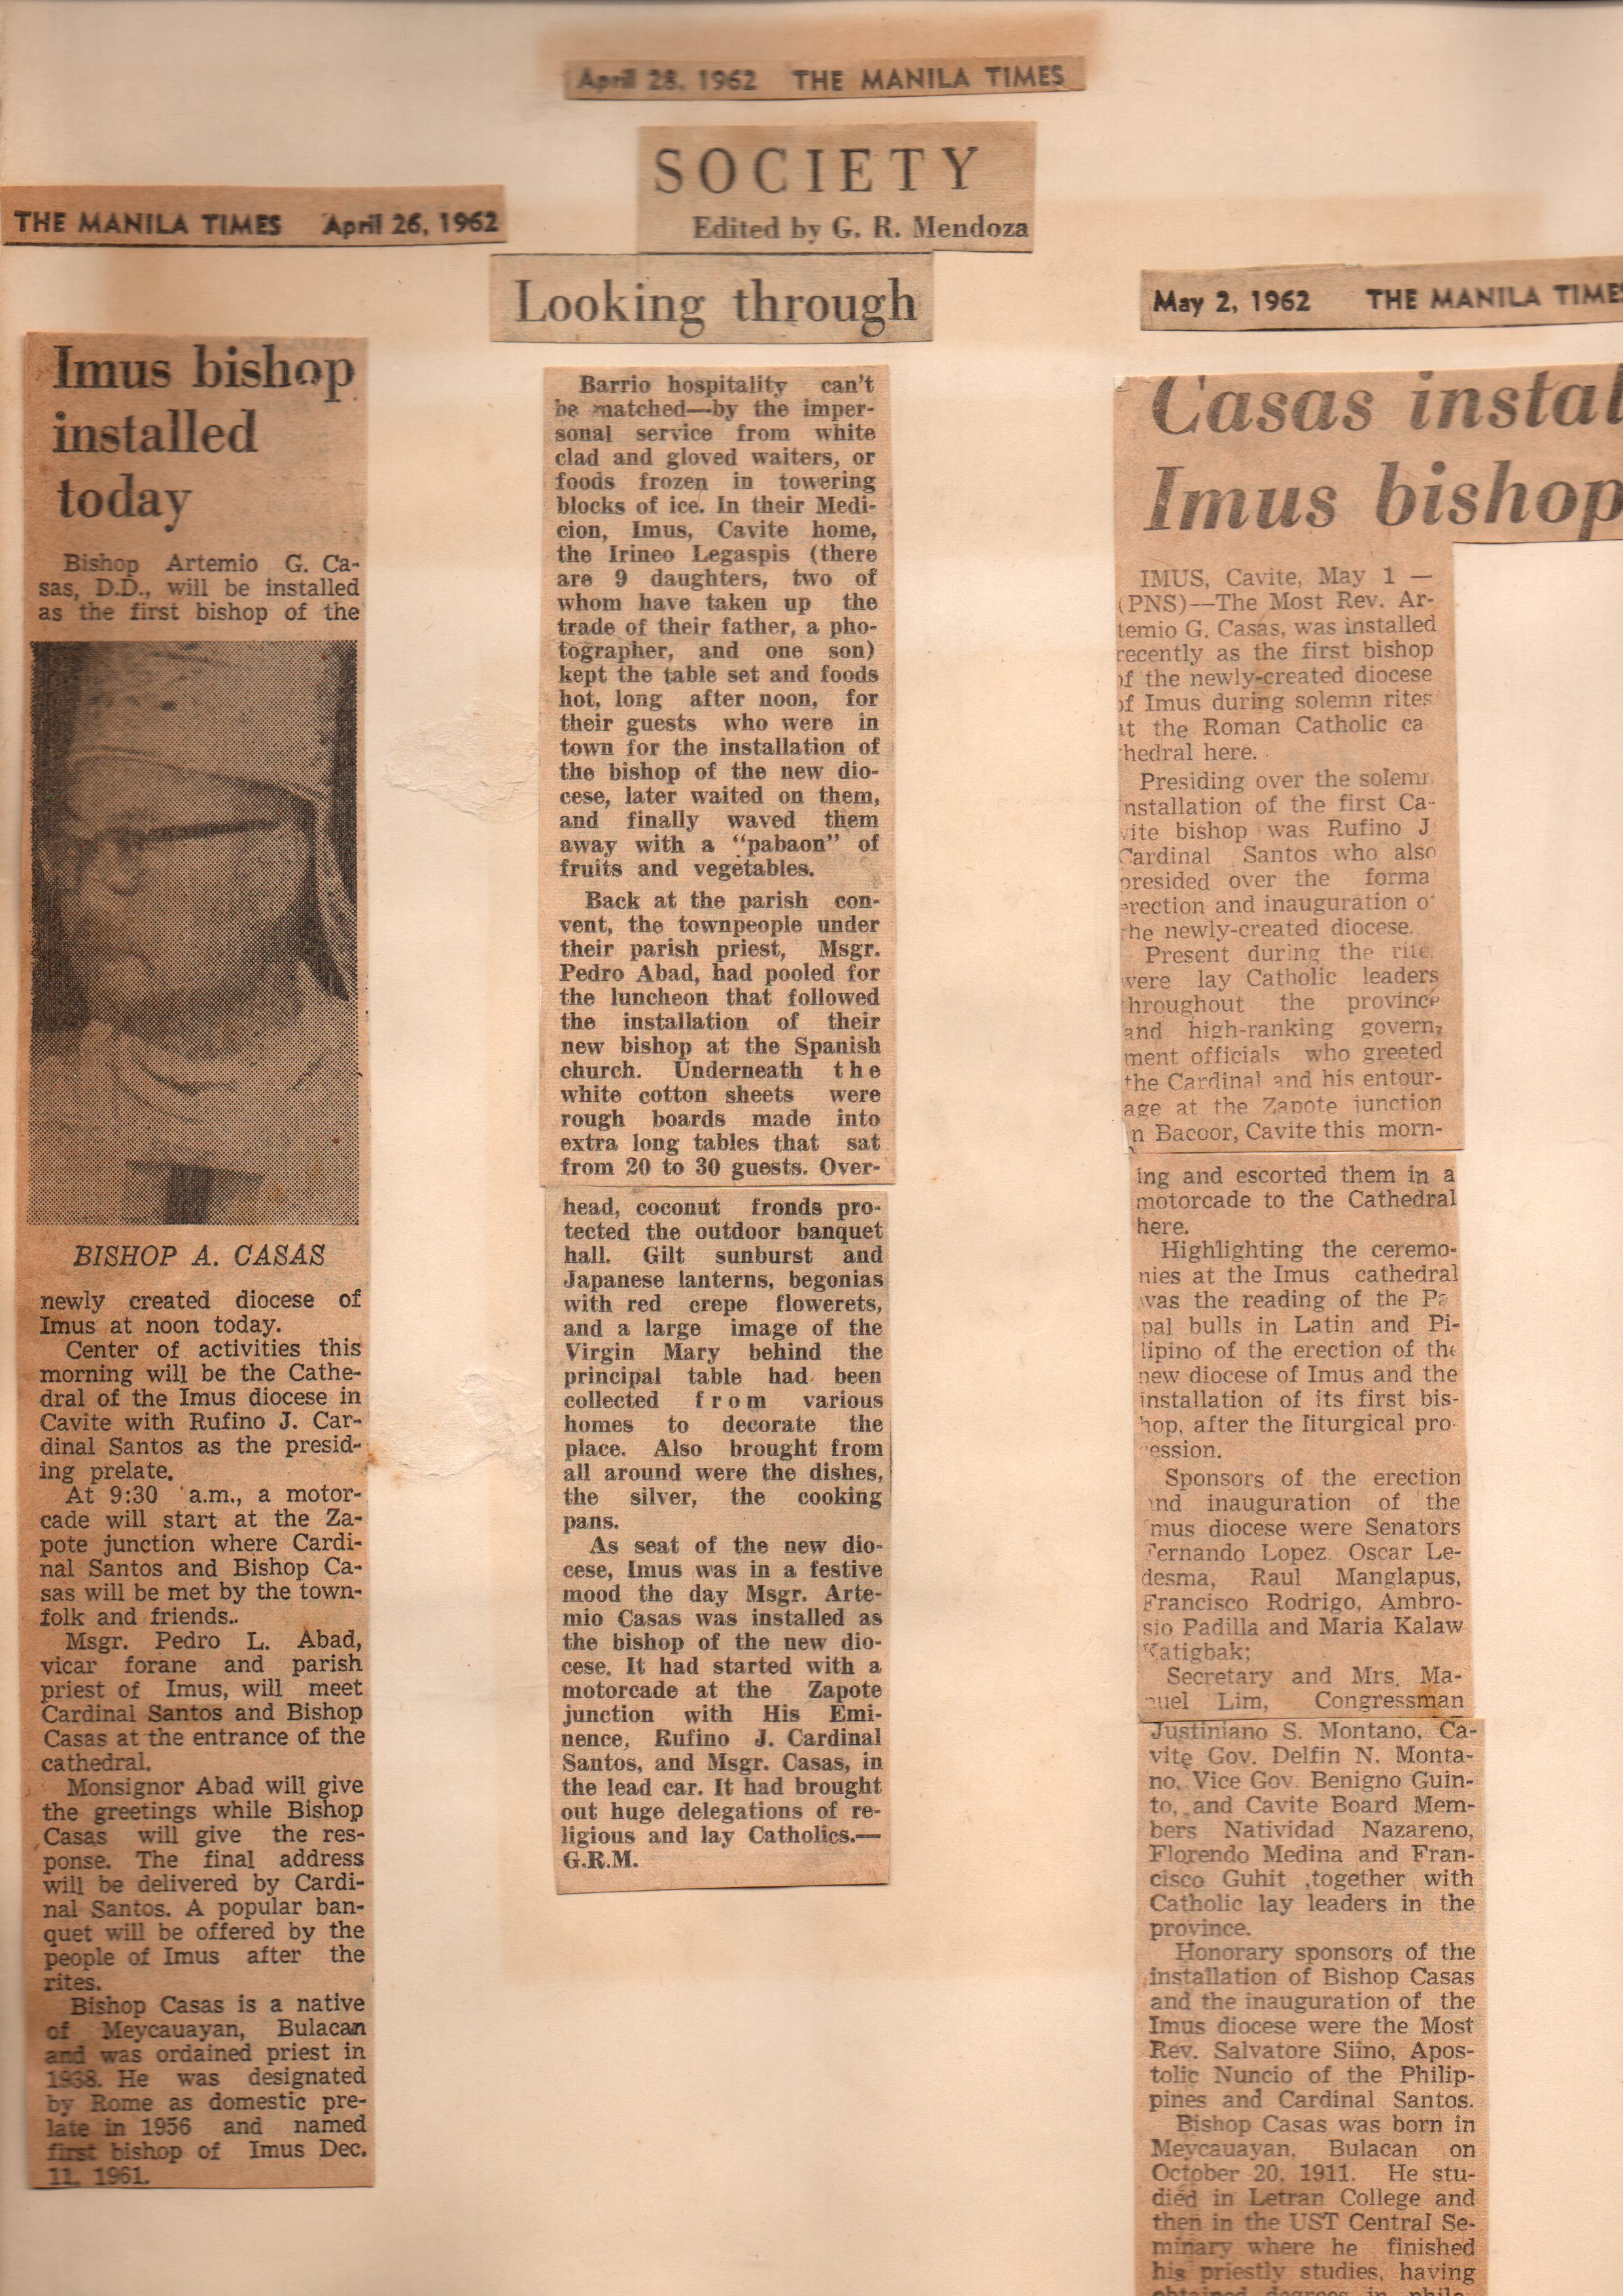 April 28, 1962 THE MANILA TIMES
SOCIETY
Edited by G. R. Mendoza
THE MANILA TIMES April 26, 1962
Looking through
May 2, 1962 THE MANILA TIMES
Imus bishop
installed
today
Bishop Artemio G. Ca-
sas, D.D., will be installed
as the first bishop of the
BISHOP A. CASAS
newly created diocese of
Imus at noon today.
Center of activities this
morning will be the Cathe-
dral of the Imus diocese in
Cavite with Rufino J. Car-
dinal Santos as the presid-
ing prelate.
At 9:30 a.m., a motor-
cade will start at the Za-
pote junction where Cardi-
nal Santos and Bishop Ca-
sas will be met by the town-
folk and friends..
Msgr. Pedro L. Abad,
vicar forane and parish
priest of Imus, will meet
Cardinal Santos and Bishop
Casas at the entrance of the
cathedral.
Monsignor Abad will give
the greetings while Bishop
Casas will give the res-
ponse. The final address
will be delivered by Cardi-
nal Santos. A popular ban-
quet will be offered by the
people of Imus after the
rites.
Bishop Casas is a native
of Meycauayan, Bulacan
and was ordained priest in
1938. He was designated
by Rome as domestic pre-
late in 1956 and named
first bishop of Imus Dec.
11, 1961.
Barrio hospitality can't
be matched—by the imper-
sonal service from white
clad and gloved waiters, or
foods frozen in towering
blocks of ice. In their Medi-
cion, Imus, Cavite home,
the Irineo Legaspis (there
are 9 daughters, two of
whom have taken up the
trade of their father, a pho-
tographer, and one son)
kept the table set and foods
hot, long after noon, for
their guests who were in
town for the installation of
the bishop of the new dio-
cese, later waited on them,
and finally waved them
away with a "pabaon" of
fruits and vegetables.
Back at the parish con-
vent, the townpeople under
their parish priest, Msgr.
Pedro Abad, had pooled for
the luncheon that followed
the installation of their
new bishop at the Spanish
church. Underneath the
white cotton sheets were
rough boards made into
extra long tables that sat
from 20 to 30 guests. Over-
head, coconut fronds pro-
tected the outdoor banquet
hall. Gilt sunburst and
Japanese lanterns, begonias
with red crepe flowerets,
and a large image of the
Virgin Mary behind the
principal table had been
collected from various
homes to decorate the
place. Also brought from
all around were the dishes,
the silver, the cooking
pans.
As seat of the new dio-
cese, Imus was in a festive
mood the day Msgr. Arte-
mio Casas was installed as
the bishop of the new dio-
cese. It had started with a
motorcade at the Zapote
junction with His Emi-
nence, Rufino J. Cardinal
Santos, and Msgr. Casas, in
the lead car. It had brought
out huge delegations of re-
ligious and lay Catholics.—
G.R.M.
Casas instal
Imus bishop
IMUS, Cavite, May 1 —
(PNS)—The Most Rev. Ar-
temio G. Casas, was installed
recently as the first bishop
of the newly-created diocese
of Imus during solemn rites
at the Roman Catholic ca
hedral here.
Presiding over the solemn
nstallation of the first Ca-
vite bishop was Rufino J
Cardinal Santos who also
presided over the forma
erection and inauguration o
the newly-created diocese.
Present during the rite
were lay Catholic leaders
hroughout the province
and high-ranking govern-
ment officials who greeted
the Cardinal and his entour-
age at the Zapote junction
n Bacoor, Cavite this morn-
ing and escorted them in a
motorcade to the Cathedral
here.
Highlighting the ceremo-
nies at the Imus cathedral
was the reading of the Pa
pal bulls in Latin and Pi-
lipino of the erection of the
new diocese of Imus and the
installation of its first bis-
hop, after the liturgical pro-
ession.
Sponsors of the erection
nd inauguration of the
mus diocese were Senators
Fernando Lopez, Oscar Le-
desma, Raul Manglapus,
Francisco Rodrigo, Ambro-
sio Padilla and Maria Kalaw
Katigbak;
Secretary and Mrs. Ma-
nuel Lim, Congressman
Justiniano S. Montano, Ca-
vite Gov. Delfin N. Monta-
no, Vice Gov. Benigno Guin-
to, and Cavite Board Mem-
bers Natividad Nazareno,
Florendo Medina and Fran-
cisco Guhit ,together with
Catholic lay leaders in the
province.
Honorary sponsors of the
installation of Bishop Casas
and the inauguration of the
Imus diocese were the Most
Rev. Salvatore Siino, Apos-
tolic Nuncio of the Philip-
pines and Cardinal Santos.
Bishop Casas was born in
Meycauayan, Bulacan on
October 20, 1911. He stu-
died in Letran College and
then in the UST Central Se-
minary where he finished
his priestly studies, having
obtained degrees in philo-